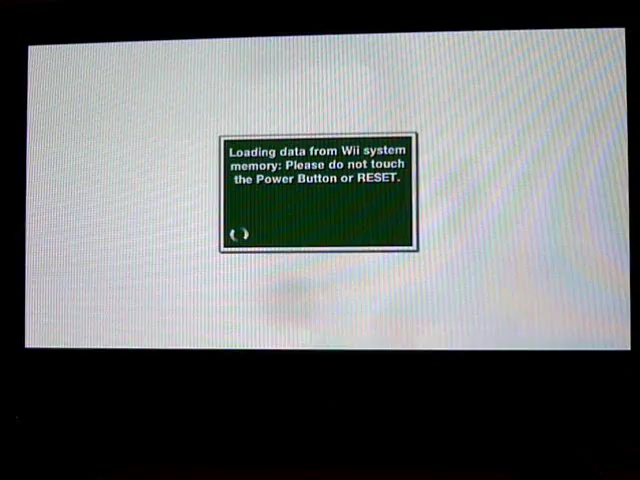 Loading data from Wii system
memory: Please do not touch
the Power Button or RESET.